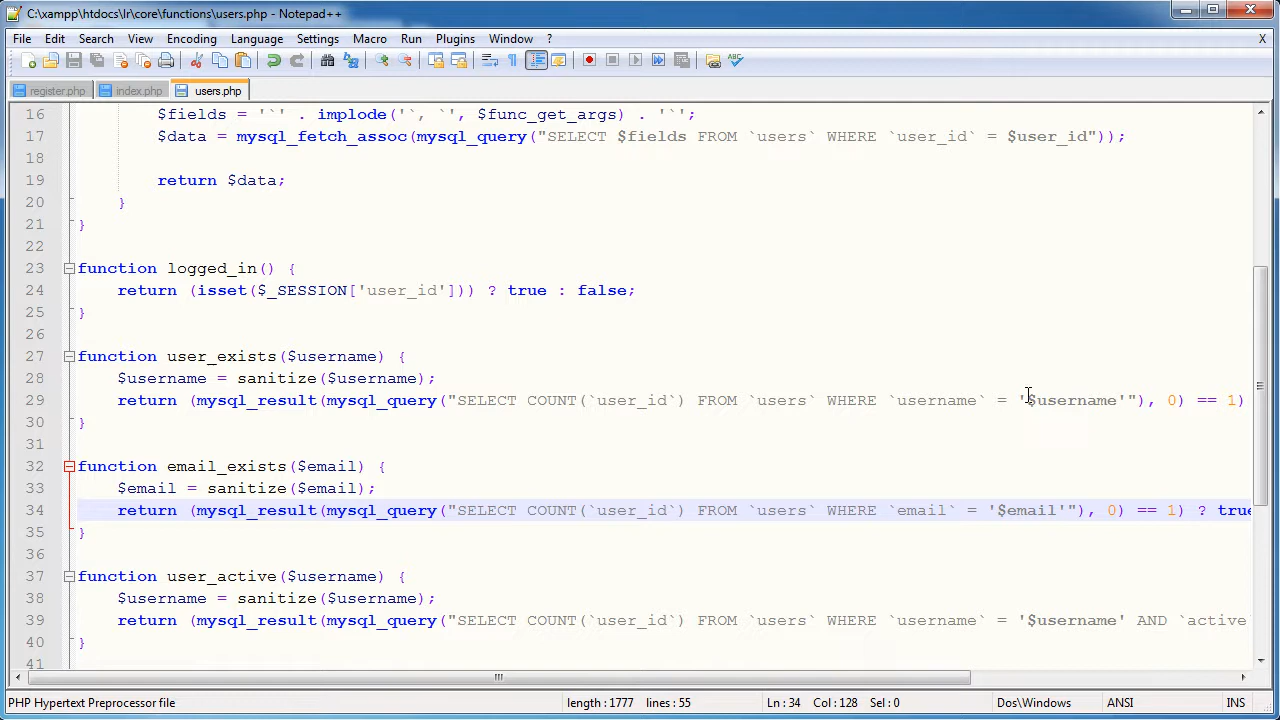 C:\xampp\htdocs\lr\core\functions\users.php - Notepad++
File Edit Search View Encoding Language Settings Macro Run Plugins Window ? X
register.php index.php users.php
16 $fields = '`' . implode('`, `', $func_get_args) . '`';
17 $data = mysql_fetch_assoc(mysql_query("SELECT $fields FROM `users` WHERE `user_id` = $user_id"));
18
19 return $data;
20 }
21 }
22
23 function logged_in() {
24 return (isset($_SESSION['user_id'])) ? true : false;
25 }
26
27 function user_exists($username) {
28 $username = sanitize($username);
29 return (mysql_result(mysql_query("SELECT COUNT(`user_id`) FROM `users` WHERE `username` = '$username'"), 0) == 1)
30 }
31
32 function email_exists($email) {
33 $email = sanitize($email);
34 return (mysql_result(mysql_query("SELECT COUNT(`user_id`) FROM `users` WHERE `email` = '$email'"), 0) == 1) ? true
35 }
36
37 function user_active($username) {
38 $username = sanitize($username);
39 return (mysql_result(mysql_query("SELECT COUNT(`user_id`) FROM `users` WHERE `username` = '$username' AND `active`
40 }
41
PHP Hypertext Preprocessor file length : 1777 lines : 55 Ln : 34 Col : 128 Sel : 0 Dos\Windows ANSI INS